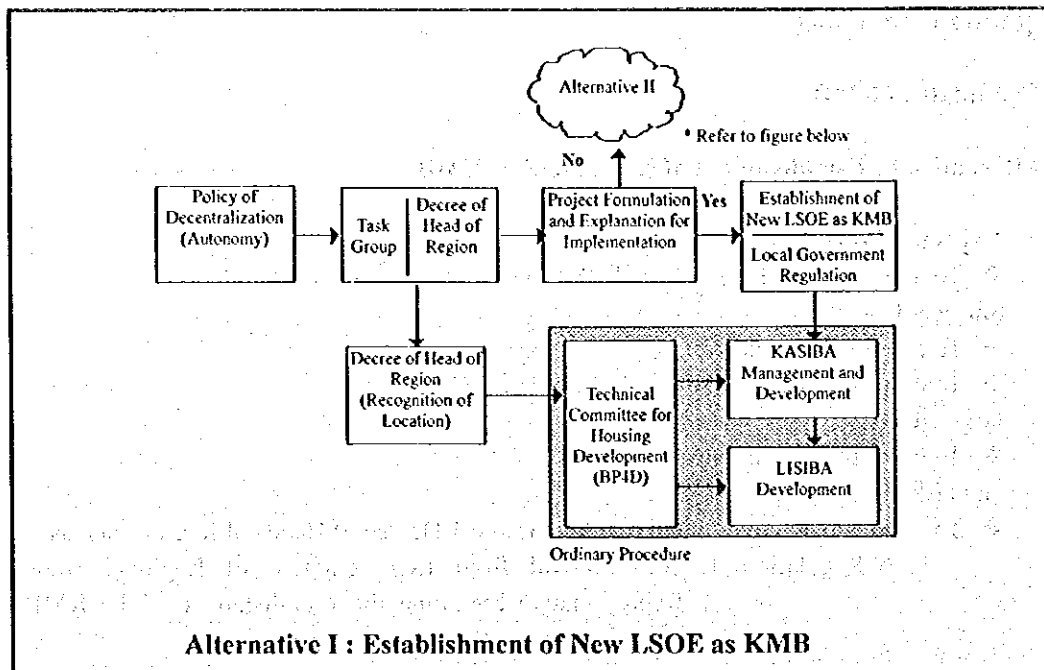 Alternative II
* Refer to figure below
No
Yes
Policy of
Decentralization
(Autonomy)
Task
Group
Decree of
Head of
Region
Project Formulation
and Explanation for
Implementation
Establishment of
New LSOE as KMB
Local Government
Regulation
Decree of Head of
Region
(Recognition of
Location)
Technical
Committee for
Housing
Development
(BP4D)
KASIBA
Management and
Development
LISIBA
Development
Ordinary Procedure
Alternative I : Establishment of New LSOE as KMB